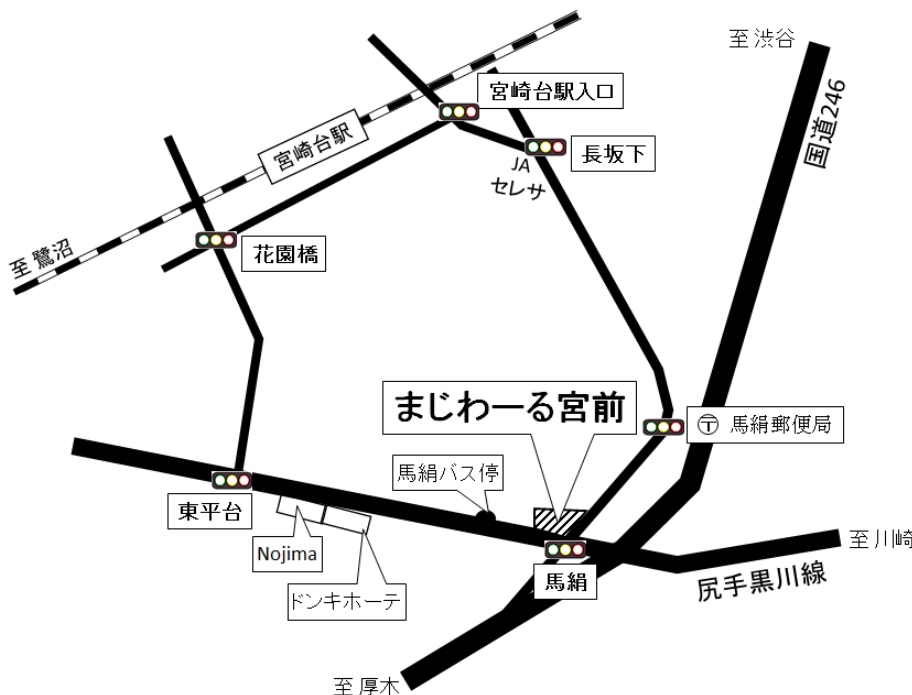 至 渋谷
国道246
宮崎台駅入口
宮崎台駅
長坂下
JA
セレサ
至 鷺沼
花園橋
まじわーる宮前
〒 馬絹郵便局
馬絹バス停
東平台
Nojima
ドンキホーテ
馬絹
至 川崎
尻手黒川線
至 厚木